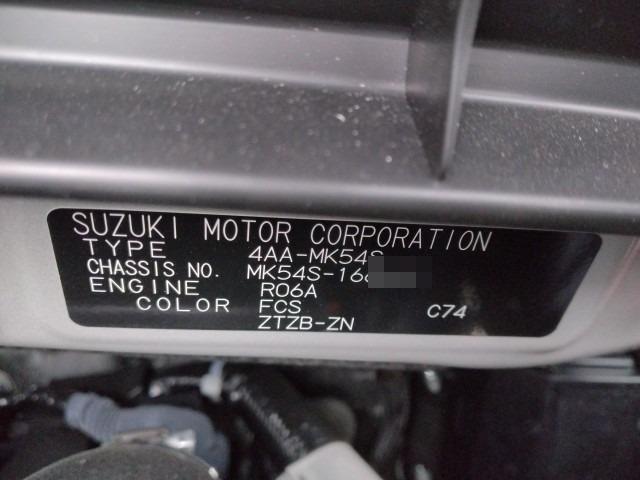 SUZUKI MOTOR CORPORATION
TYPE 4AA-MK54S
CHASSIS NO. MK54S-16
ENGINE R06A
COLOR FCS C74
ZTZB-ZN